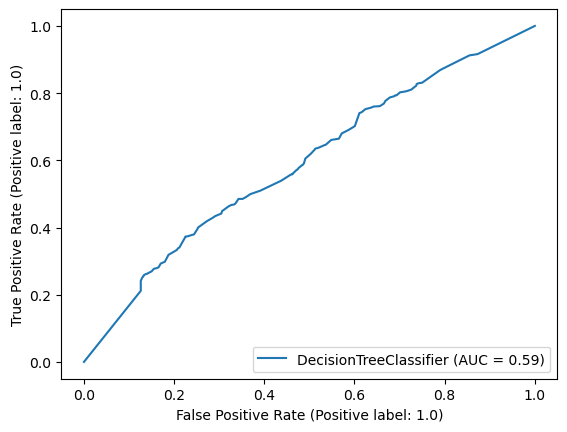 True Positive Rate (Positive label: 1.0)
1.0
0.8
0.6
0.4
0.2
0.0
DecisionTreeClassifier (AUC = 0.59)
0.0 0.2 0.4 0.6 0.8 1.0
False Positive Rate (Positive label: 1.0)